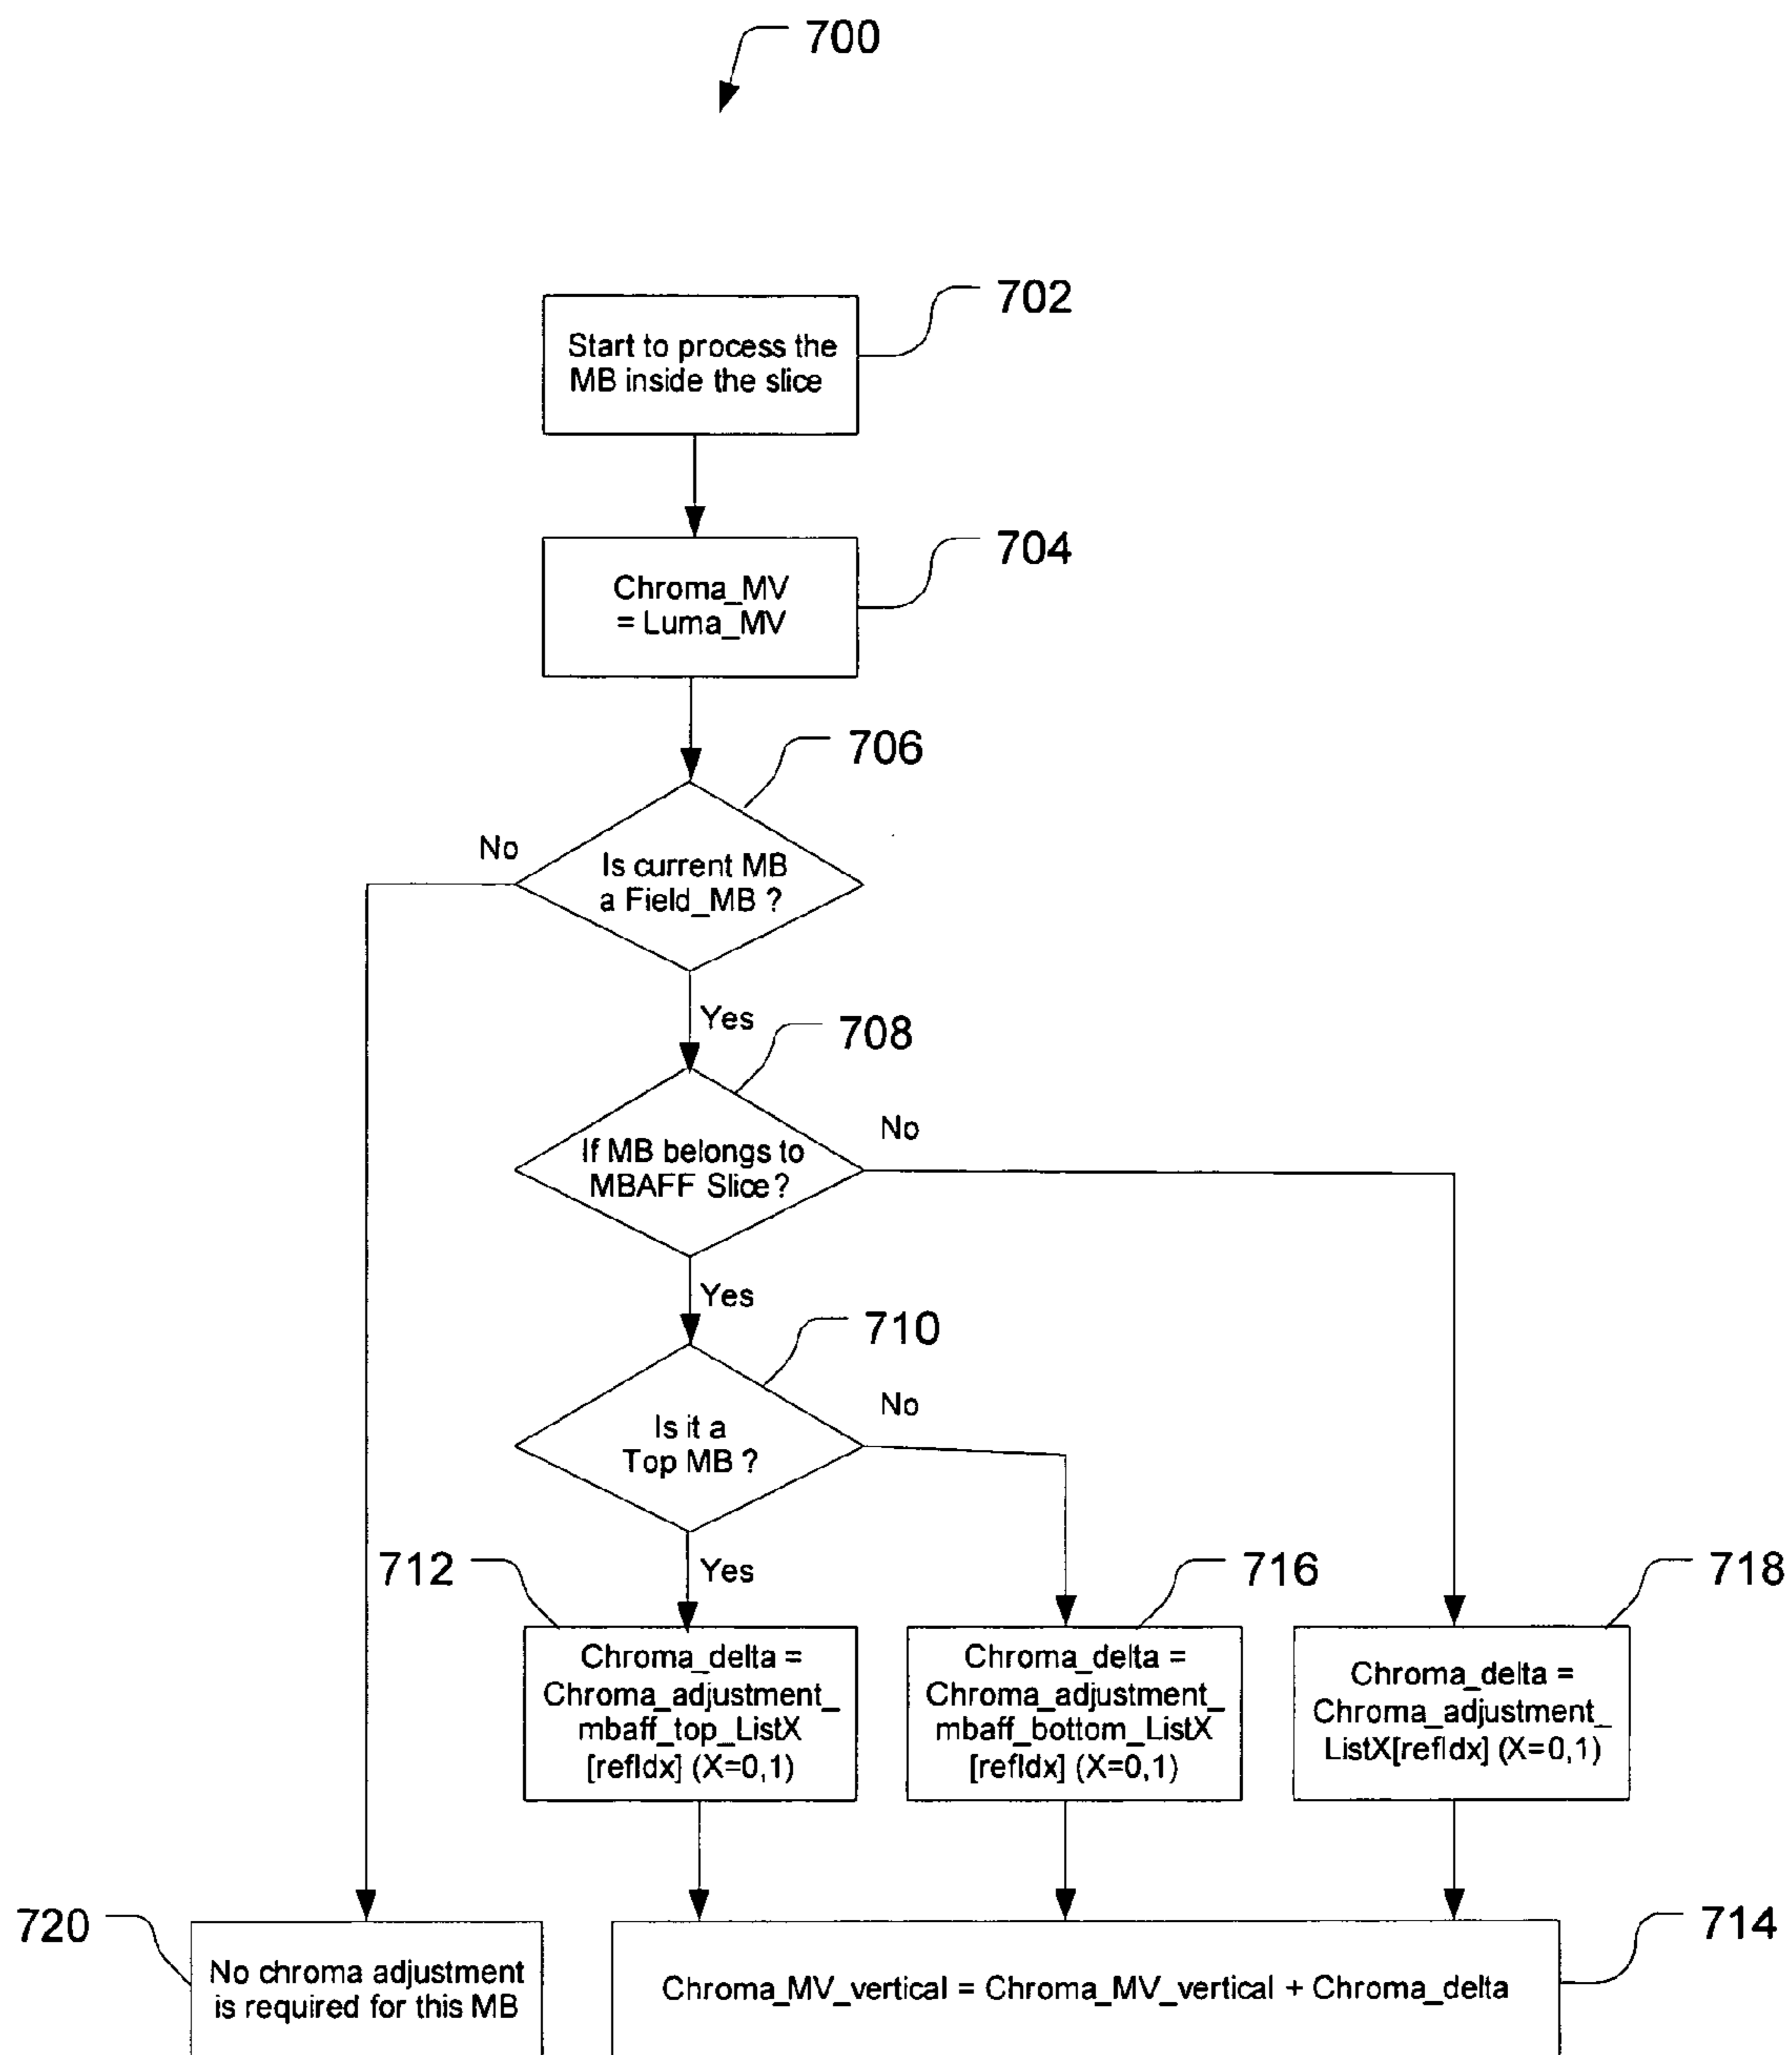 700
702
Start to process the
MB inside the slice
704
Chroma_MV
= Luma_MV
706
No
Is current MB
a Field_MB ?
Yes
708
No
If MB belongs to
MBAFF Slice?
Yes
710
No
Is it a
Top MB ?
Yes
712
716
718
Chroma_delta =
Chroma_adjustment_
mbaff_top_ListX
[refIdx] (X=0,1)
Chroma_delta =
Chroma_adjustment_
mbaff_bottom_ListX
[refIdx] (X=0,1)
Chroma_delta =
Chroma_adjustment_
ListX[refIdx] (X=0,1)
720
714
No chroma adjustment
is required for this MB
Chroma_MV_vertical = Chroma_MV_vertical + Chroma_delta